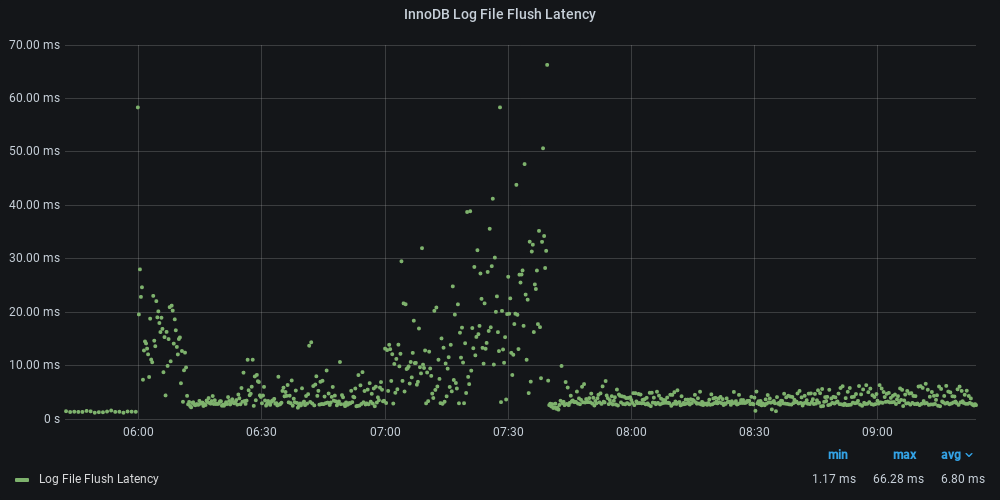 InnoDB Log File Flush Latency
70.00 ms
60.00 ms
50.00 ms
40.00 ms
30.00 ms
20.00 ms
10.00 ms
0 s
06:00 06:30 07:00 07:30 08:00 08:30 09:00
min max avg
Log File Flush Latency 1.17 ms 66.28 ms 6.80 ms